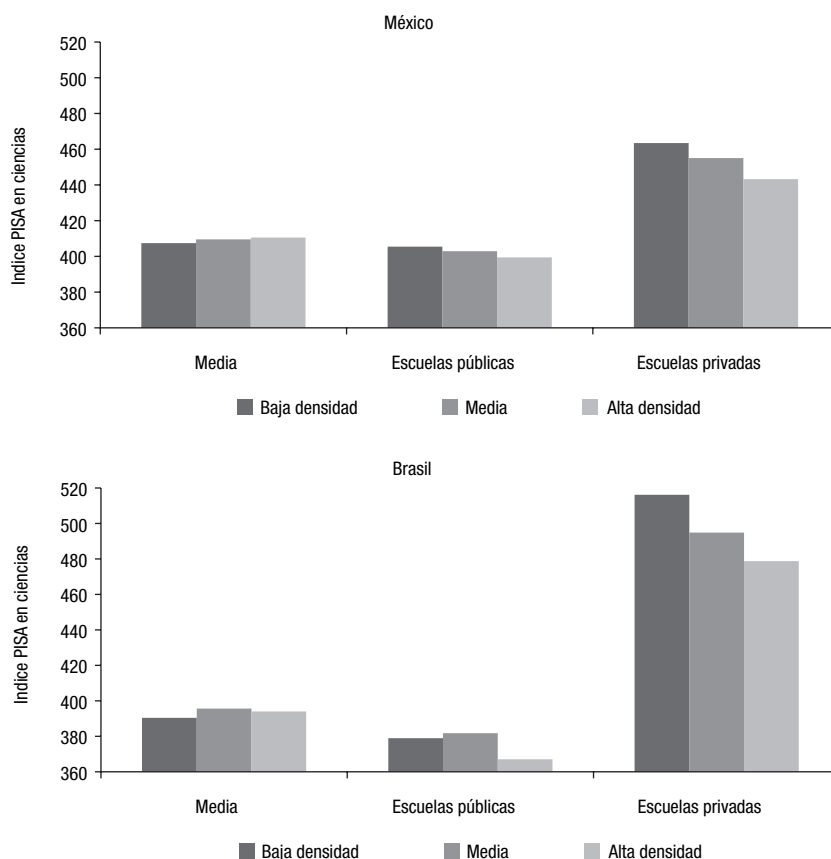 México
Indice PISA en ciencias
520
500
480
460
440
420
400
380
360
Media
Escuelas públicas
Escuelas privadas
Baja densidad
Media
Alta densidad
Brasil
Indice PISA en ciencias
520
500
480
460
440
420
400
380
360
Media
Escuelas públicas
Escuelas privadas
Baja densidad
Media
Alta densidad